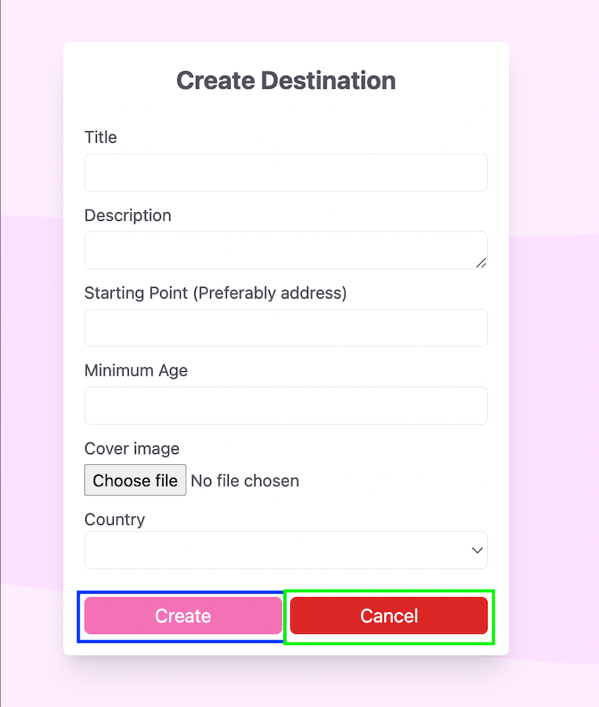 Create Destination
Title
Description
Starting Point (Preferably address)
Minimum Age
Cover image
Choose file No file chosen
Country
Create Cancel